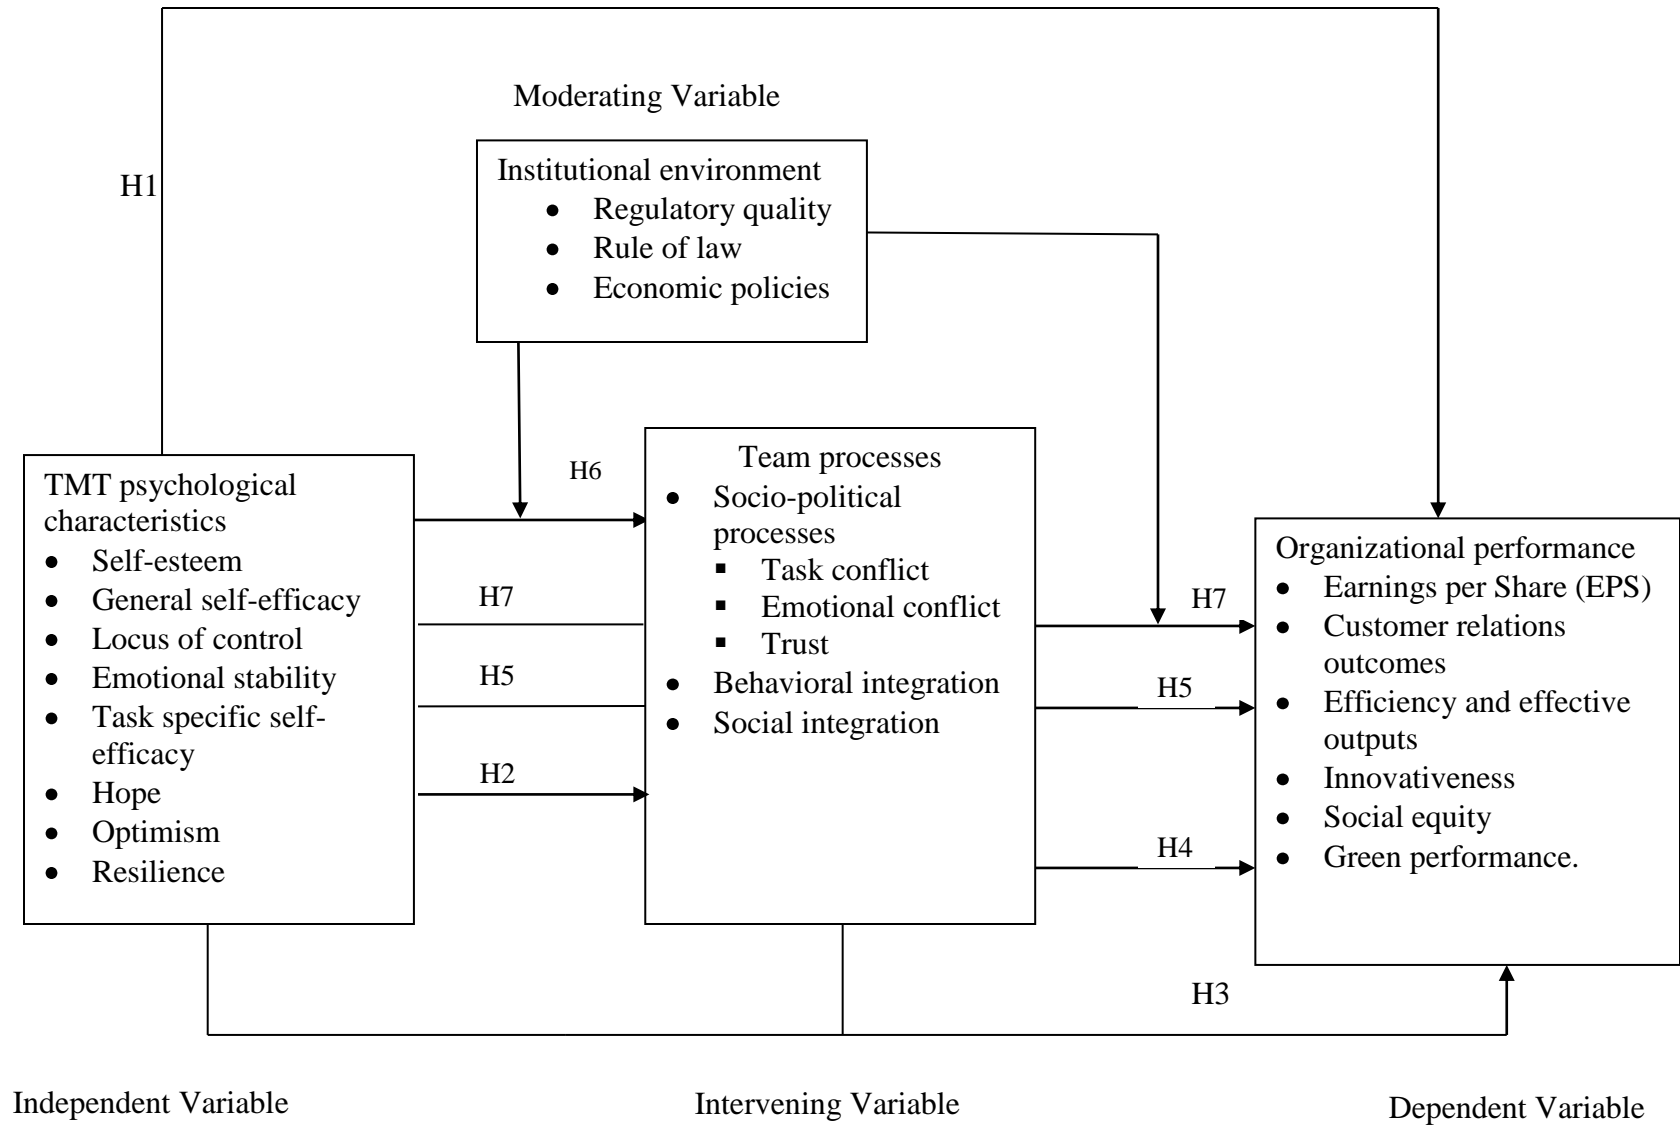 Moderating Variable
H1
Institutional environment
● Regulatory quality
● Rule of law
● Economic policies
TMT psychological
characteristics
● Self-esteem
● General self-efficacy
● Locus of control
● Emotional stability
● Task specific self-
efficacy
● Hope
● Optimism
● Resilience
H6
H7
H5
H2
Team processes
● Socio-political
processes
▪ Task conflict
▪ Emotional conflict
▪ Trust
● Behavioral integration
● Social integration
H7
H5
H4
H3
Organizational performance
● Earnings per Share (EPS)
● Customer relations
outcomes
● Efficiency and effective
outputs
● Innovativeness
● Social equity
● Green performance.
Independent Variable
Intervening Variable
Dependent Variable